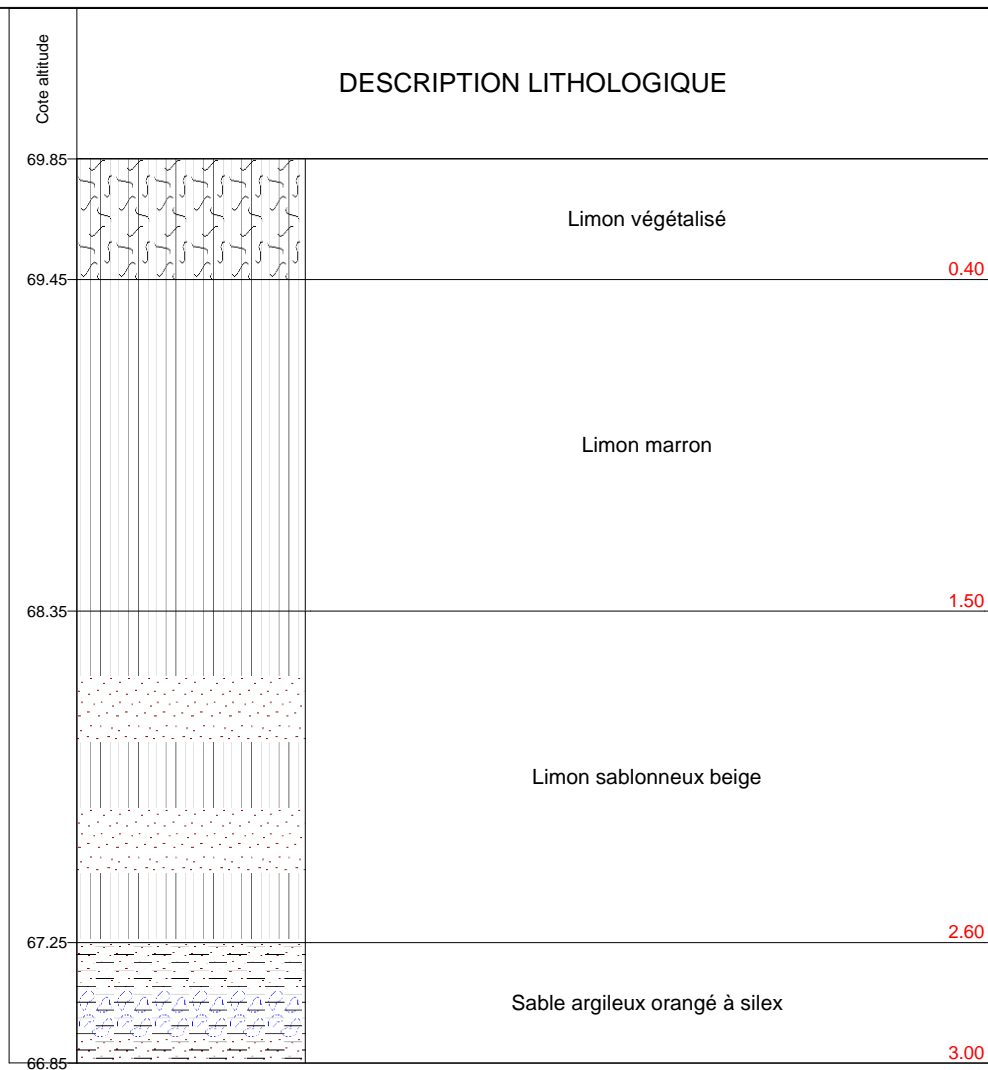 Cote altitude
DESCRIPTION LITHOLOGIQUE
69.85
Limon végétalisé
0.40
69.45
Limon marron
1.50
68.35
Limon sablonneux beige
2.60
67.25
Sable argileux orangé à silex
3.00
66.85